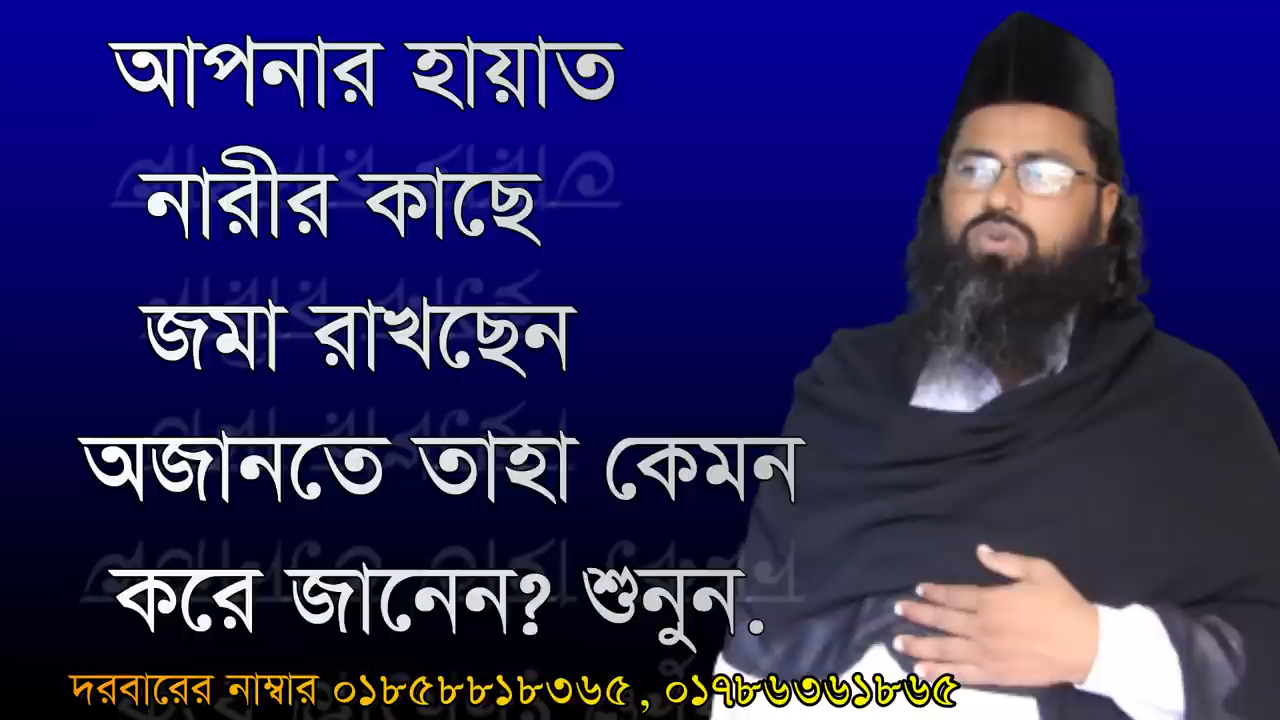 আপনার হায়াত
নারীর কাছে
জমা রাখছেন
অজানতে তাহা কেমন
করে জানেন? শুনুন.
দরবারের নাম্বার ০১৮৫৮৮১৮৩৬৫, ০১৭৮৬৩৬১৮৬৫